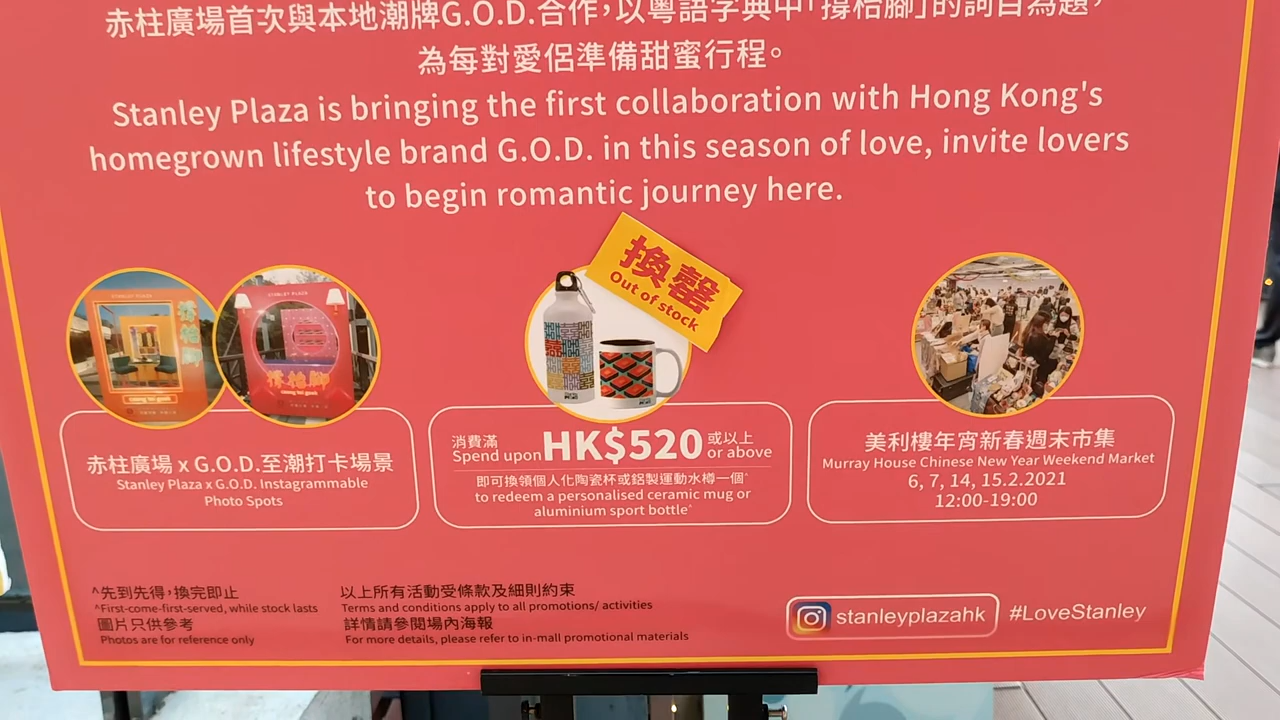 赤柱廣場首次與本地潮牌G.O.D.合作，以粵語字典中「撐枱腳」的詞目為題，
為每對愛侶準備甜蜜行程。
Stanley Plaza is bringing the first collaboration with Hong Kong's
homegrown lifestyle brand G.O.D. in this season of love, invite lovers
to begin romantic journey here.
STANLEY PLAZA
撐枱腳
STANLEY PLAZA
撐枱腳
換罄
Out of stock
赤柱廣場 x G.O.D.至潮打卡場景
Stanley Plaza x G.O.D. Instagrammable
Photo Spots
消費滿 HK$520 或以上
Spend upon or above
即可換領個人化陶瓷杯或鋁製運動水樽一個^
to redeem a personalised ceramic mug or
aluminium sport bottle^
美利樓年宵新春週末市集
Murray House Chinese New Year Weekend Market
6, 7, 14, 15.2.2021
12:00-19:00
^先到先得，換完即止
^First-come-first-served, while stock lasts
圖片只供參考
Photos are for reference only
以上所有活動受條款及細則約束
Terms and conditions apply to all promotions/ activities
詳情請參閱場內海報
For more details, please refer to in-mall promotional materials
stanleyplazahk #LoveStanley